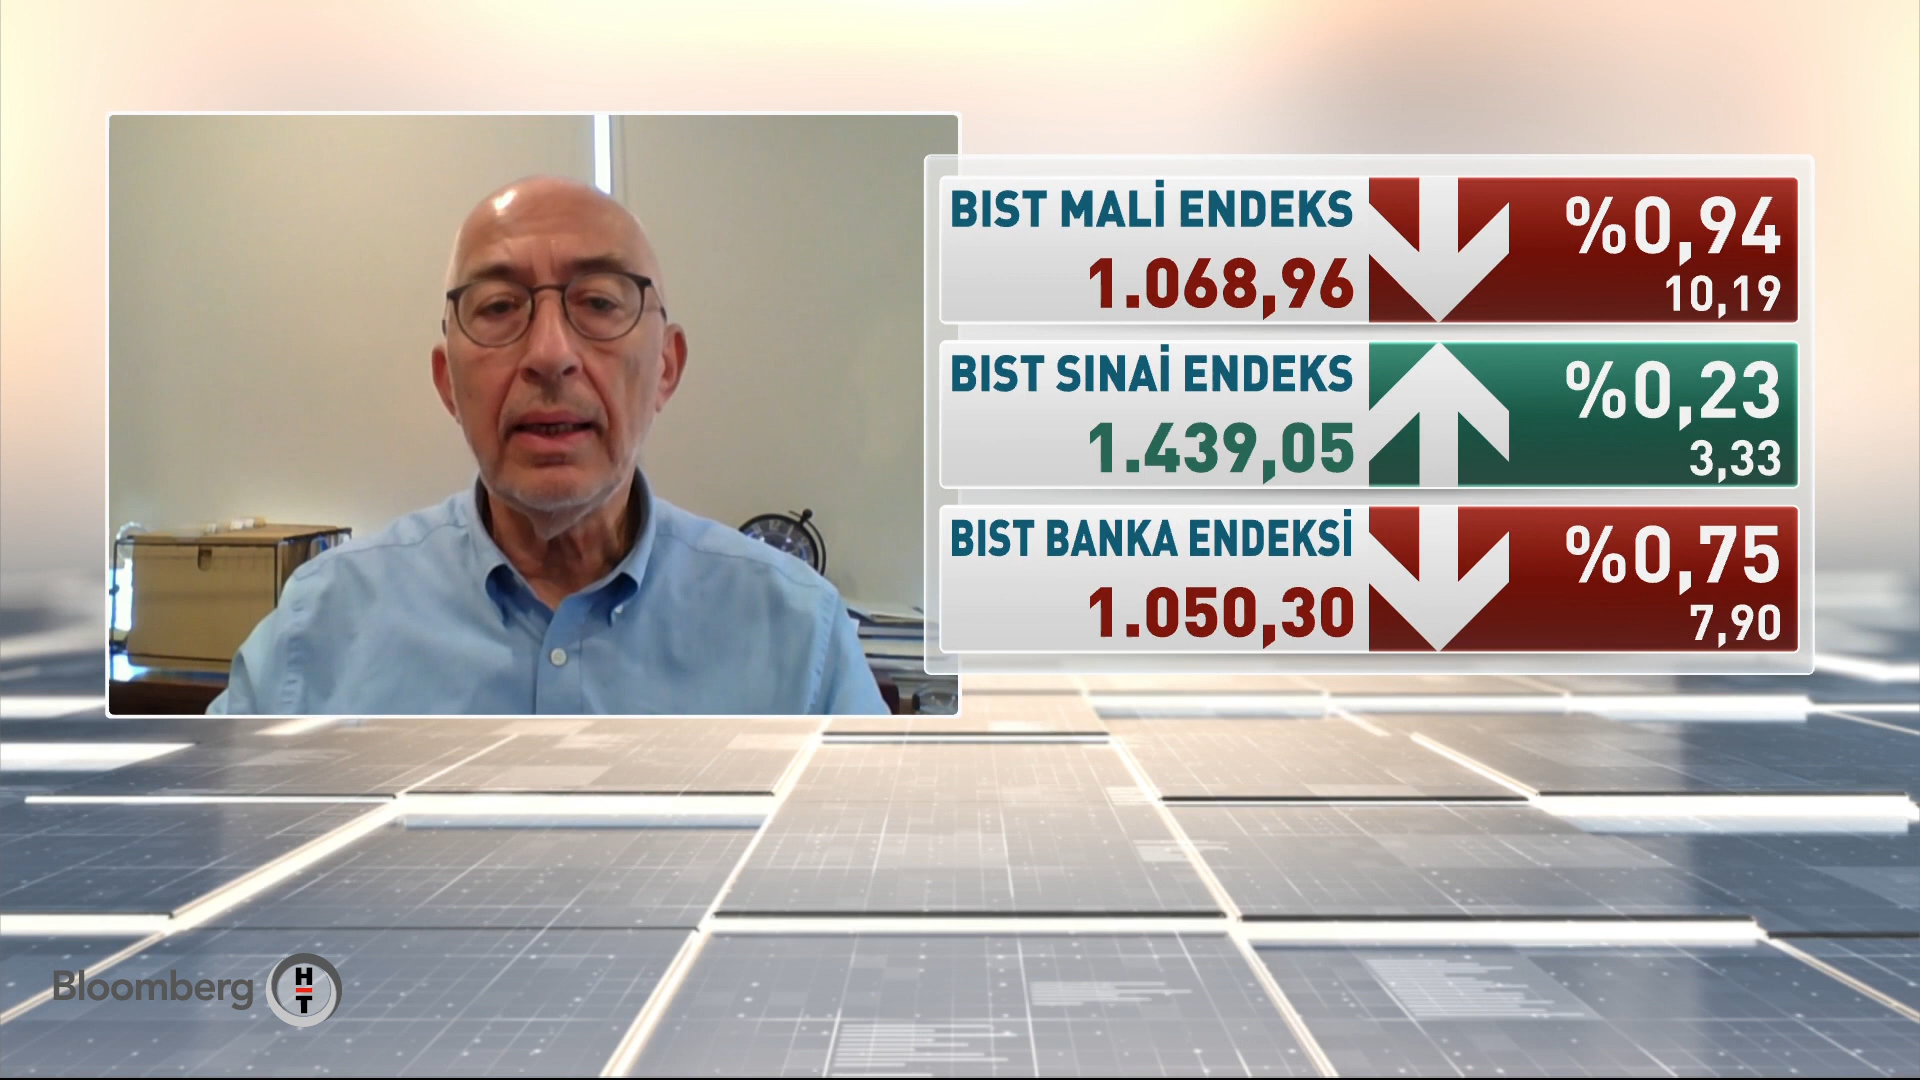 BIST MALİ ENDEKS
1.068,96
%0,94
10,19
BIST SINAİ ENDEKS
1.439,05
%0,23
3,33
BIST BANKA ENDEKSİ
1.050,30
%0,75
7,90
Bloomberg HT